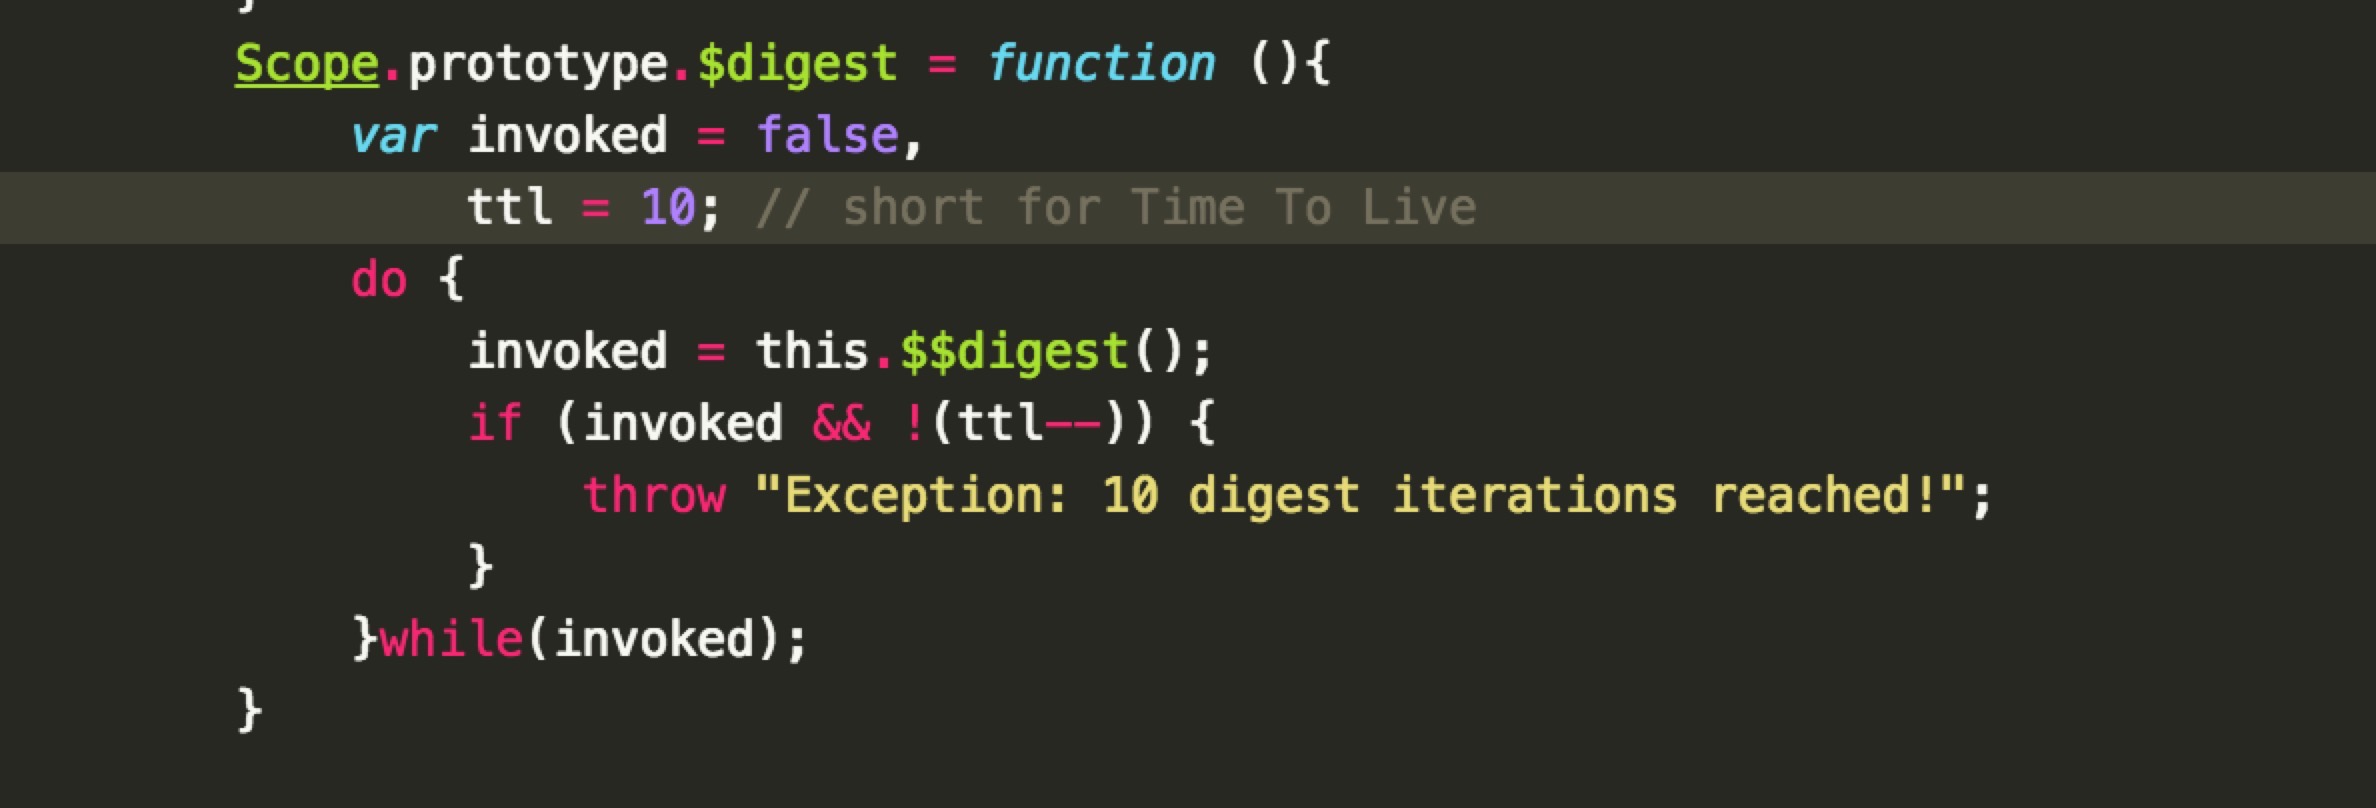 }
Scope.prototype.$digest = function (){
var invoked = false,
ttl = 10; // short for Time To Live
do {
invoked = this.$$digest();
if (invoked && !(ttl--)) {
throw "Exception: 10 digest iterations reached!";
}
}while(invoked);
}